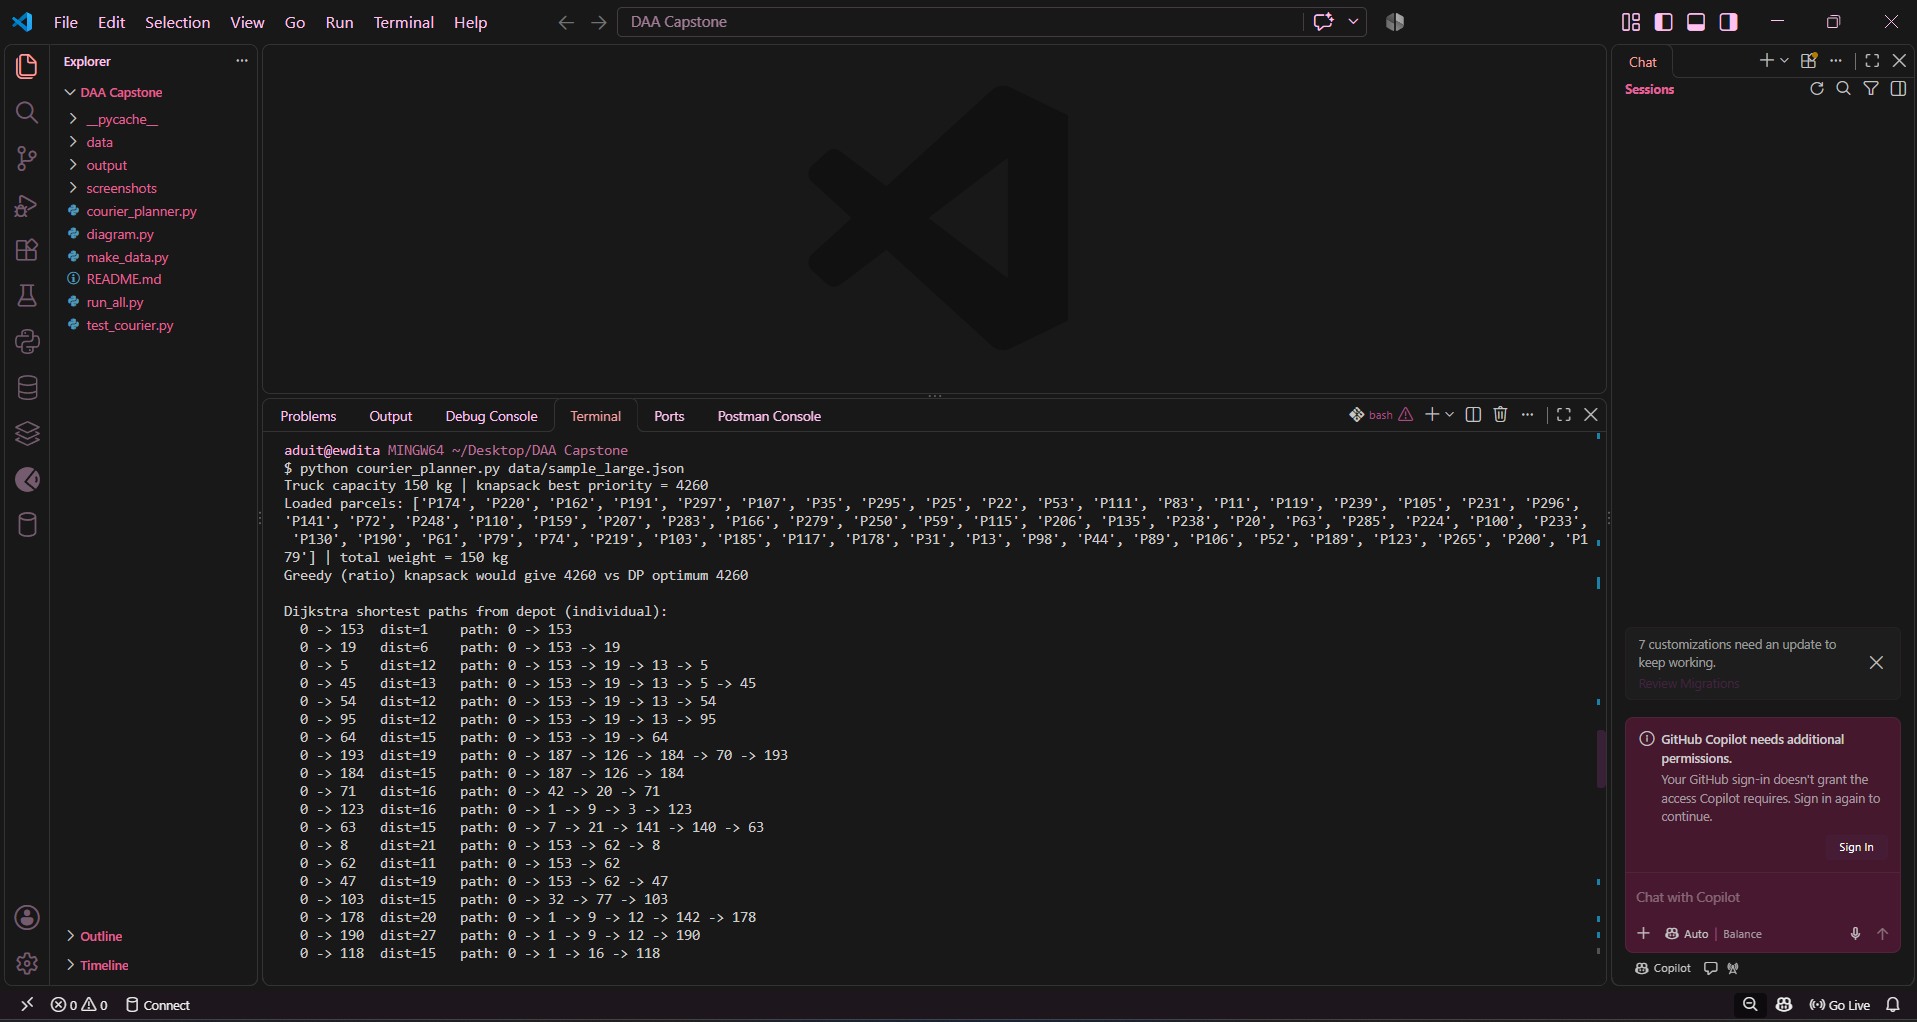 File Edit Selection View Go Run Terminal Help
DAA Capstone
Explorer
DAA Capstone
__pycache__
data
output
screenshots
courier_planner.py
diagram.py
make_data.py
README.md
run_all.py
test_courier.py
Outline
Timeline
Problems Output Debug Console Terminal Ports Postman Console
bash
aduit@ewdita MINGW64 ~/Desktop/DAA Capstone
$ python courier_planner.py data/sample_large.json
Truck capacity 150 kg | knapsack best priority = 4260
Loaded parcels: ['P174', 'P220', 'P162', 'P191', 'P297', 'P107', 'P35', 'P295', 'P25', 'P22', 'P53', 'P111', 'P83', 'P11', 'P119', 'P239', 'P105', 'P231', 'P296',
'P141', 'P72', 'P248', 'P110', 'P159', 'P207', 'P283', 'P166', 'P279', 'P250', 'P59', 'P115', 'P206', 'P135', 'P238', 'P20', 'P63', 'P285', 'P224', 'P100', 'P233',
'P130', 'P190', 'P61', 'P79', 'P74', 'P219', 'P103', 'P185', 'P117', 'P178', 'P31', 'P13', 'P98', 'P44', 'P89', 'P106', 'P52', 'P189', 'P123', 'P265', 'P200', 'P1
79'] | total weight = 150 kg
Greedy (ratio) knapsack would give 4260 vs DP optimum 4260
Dijkstra shortest paths from depot (individual):
0 -> 153 dist=1 path: 0 -> 153
0 -> 19 dist=6 path: 0 -> 153 -> 19
0 -> 5 dist=12 path: 0 -> 153 -> 19 -> 13 -> 5
0 -> 45 dist=13 path: 0 -> 153 -> 19 -> 13 -> 5 -> 45
0 -> 54 dist=12 path: 0 -> 153 -> 19 -> 13 -> 54
0 -> 95 dist=12 path: 0 -> 153 -> 19 -> 13 -> 95
0 -> 64 dist=15 path: 0 -> 153 -> 19 -> 64
0 -> 193 dist=19 path: 0 -> 187 -> 126 -> 184 -> 70 -> 193
0 -> 184 dist=15 path: 0 -> 187 -> 126 -> 184
0 -> 71 dist=16 path: 0 -> 42 -> 20 -> 71
0 -> 123 dist=16 path: 0 -> 1 -> 9 -> 3 -> 123
0 -> 63 dist=15 path: 0 -> 7 -> 21 -> 141 -> 140 -> 63
0 -> 8 dist=21 path: 0 -> 153 -> 62 -> 8
0 -> 62 dist=11 path: 0 -> 153 -> 62
0 -> 47 dist=19 path: 0 -> 153 -> 62 -> 47
0 -> 103 dist=15 path: 0 -> 32 -> 77 -> 103
0 -> 178 dist=20 path: 0 -> 1 -> 9 -> 12 -> 142 -> 178
0 -> 190 dist=27 path: 0 -> 1 -> 9 -> 12 -> 190
0 -> 118 dist=15 path: 0 -> 1 -> 16 -> 118
Chat
Sessions
7 customizations need an update to
keep working.
Review Migrations
GitHub Copilot needs additional
permissions.
Your GitHub sign-in doesn't grant the
access Copilot requires. Sign in again to
continue.
Sign In
Chat with Copilot
Auto | Balance
Copilot
0 0 Connect
Go Live